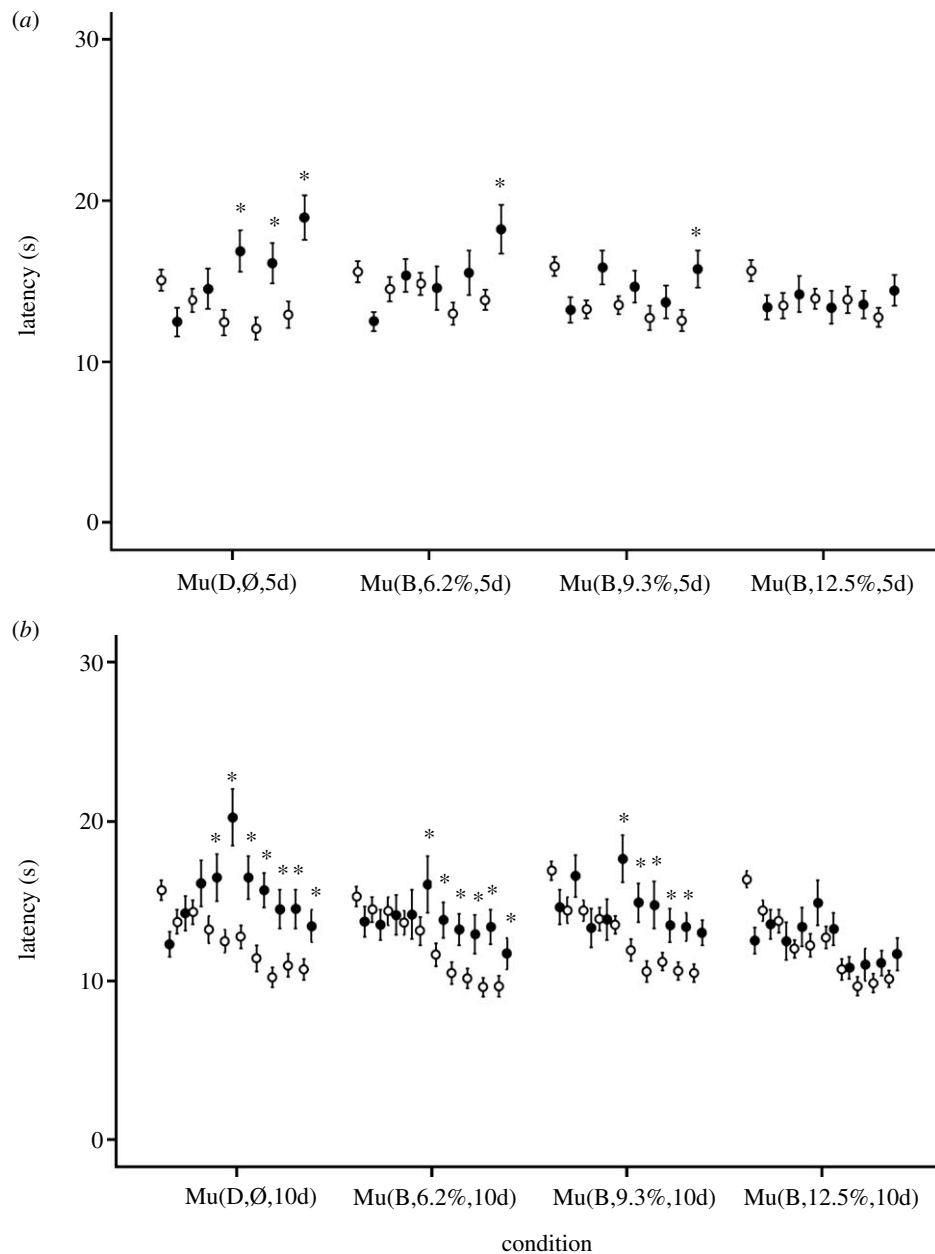 (a)
30
20
10
0
latency (s)
* * * * *
Mu(D,Ø,5d) Mu(B,6.2%,5d) Mu(B,9.3%,5d) Mu(B,12.5%,5d)
(b)
30
20
10
0
latency (s)
* * * * * * * * * * * * * * * * * *
Mu(D,Ø,10d) Mu(B,6.2%,10d) Mu(B,9.3%,10d) Mu(B,12.5%,10d)
condition